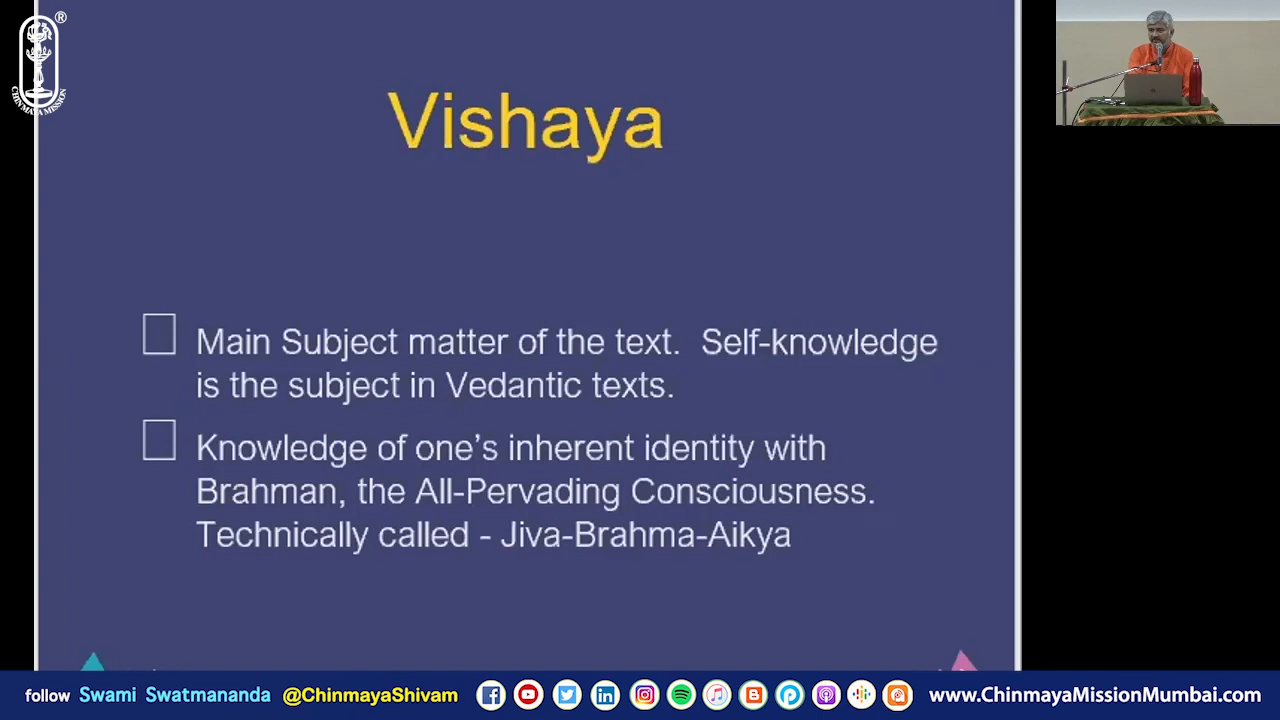 CHINMAYA MISSION
®
Vishaya
Main Subject matter of the text. Self-knowledge
is the subject in Vedantic texts.
Knowledge of one’s inherent identity with
Brahman, the All-Pervading Consciousness.
Technically called - Jiva-Brahma-Aikya
follow Swami Swatmananda @ChinmayaShivam www.ChinmayaMissionMumbai.com